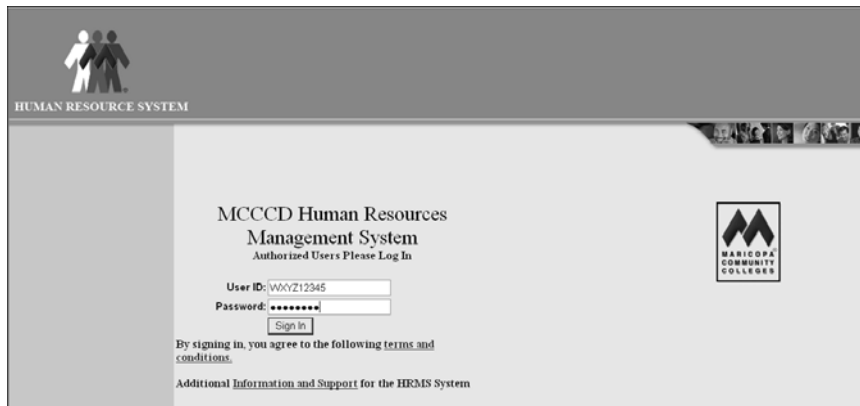 HUMAN RESOURCE SYSTEM
MCCCD Human Resources
Management System
Authorized Users Please Log In
User ID: WXYZ12345
Password: ●●●●●●●●
Sign In
By signing in, you agree to the following terms and
conditions.
Additional Information and Support for the HRMS System
MARICOPA
COMMUNITY
COLLEGES